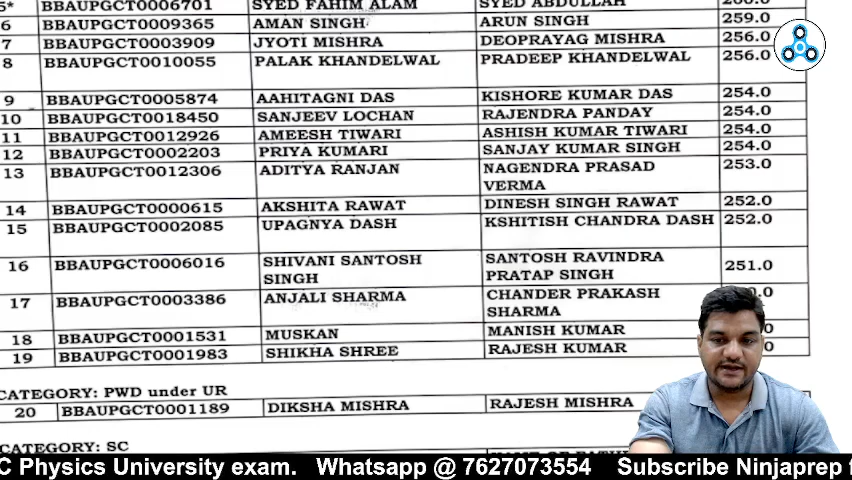 5* BBAUPGCT0006701 SYED FAHIM ALAM SYED ABDULLAH 260.0
6 BBAUPGCT0009365 AMAN SINGH ARUN SINGH 259.0
7 BBAUPGCT0003909 JYOTI MISHRA DEOPRAYAG MISHRA 256.0
8 BBAUPGCT0010055 PALAK KHANDELWAL PRADEEP KHANDELWAL 256.0
9 BBAUPGCT0005874 AAHITAGNI DAS KISHORE KUMAR DAS 254.0
10 BBAUPGCT0018450 SANJEEV LOCHAN RAJENDRA PANDAY 254.0
11 BBAUPGCT0012926 AMEESH TIWARI ASHISH KUMAR TIWARI 254.0
12 BBAUPGCT0002203 PRIYA KUMARI SANJAY KUMAR SINGH 254.0
13 BBAUPGCT0012306 ADITYA RANJAN NAGENDRA PRASAD 253.0
VERMA
14 BBAUPGCT0000615 AKSHITA RAWAT DINESH SINGH RAWAT 252.0
15 BBAUPGCT0002085 UPAGNYA DASH KSHITISH CHANDRA DASH 252.0
16 BBAUPGCT0006016 SHIVANI SANTOSH SANTOSH RAVINDRA 251.0
SINGH PRATAP SINGH
17 BBAUPGCT0003386 ANJALI SHARMA CHANDER PRAKASH
SHARMA
18 BBAUPGCT0001531 MUSKAN MANISH KUMAR
19 BBAUPGCT0001983 SHIKHA SHREE RAJESH KUMAR
CATEGORY: PWD under UR
20 BBAUPGCT0001189 DIKSHA MISHRA RAJESH MISHRA
CATEGORY: SC
C Physics University exam. Whatsapp @ 7627073554 Subscribe Ninjaprep f